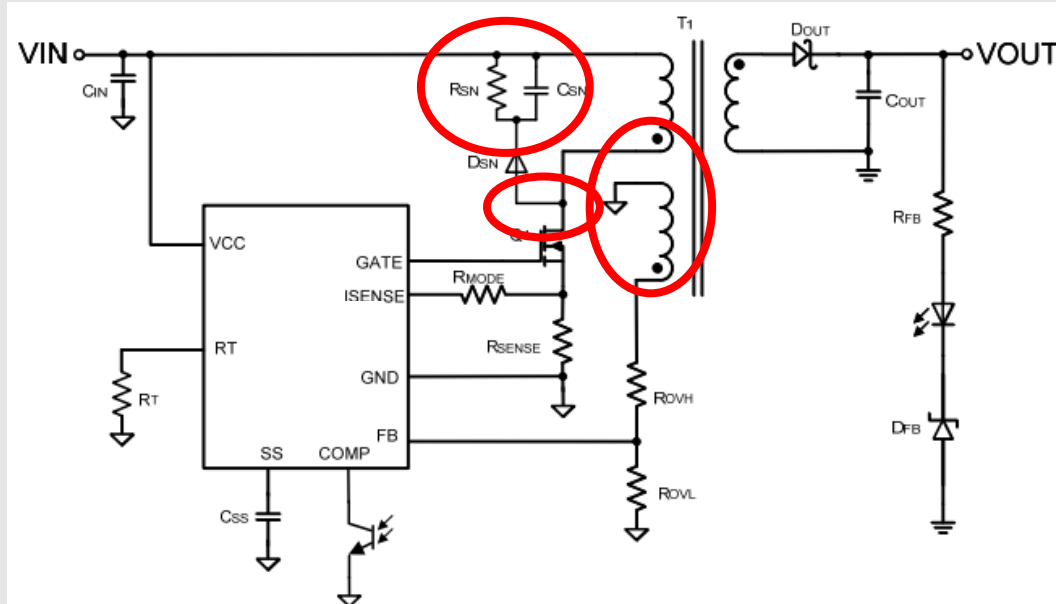 T1
DOUT
VIN
VOUT
CIN
RSN
CSN
COUT
DSN
RFB
VCC
Q1
GATE
RMODE
ISENSE
RSENSE
RT
RT
GND
ROVH
FB
DFB
SS
COMP
ROVL
CSS